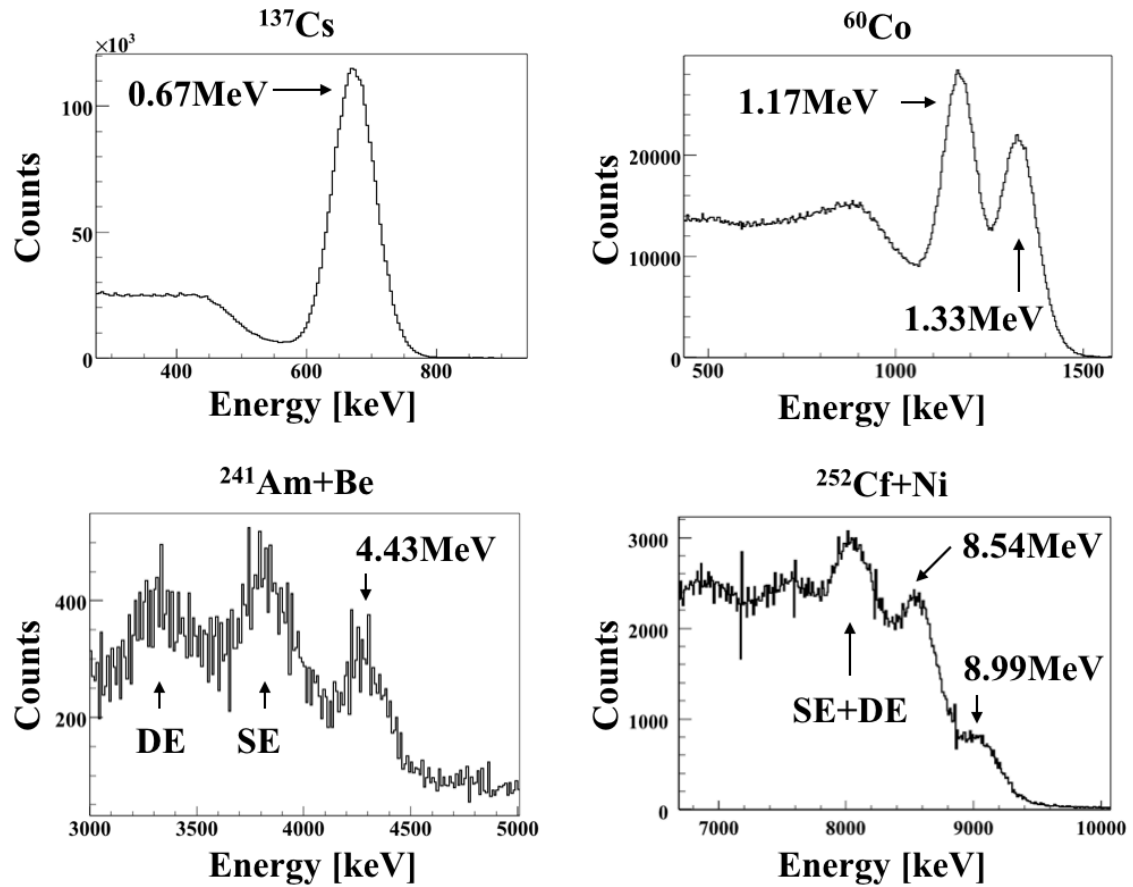 ¹³⁷Cs
×10³
100
50
0
0.67MeV
400
600
800
Counts
Energy [keV]
⁶⁰Co
20000
10000
0
1.17MeV
1.33MeV
500
1000
1500
Counts
Energy [keV]
²⁴¹Am+Be
400
200
4.43MeV
DE
SE
3000
3500
4000
4500
5000
Counts
Energy [keV]
²⁵²Cf+Ni
3000
2000
1000
0
8.54MeV
8.99MeV
SE+DE
7000
8000
9000
10000
Counts
Energy [keV]